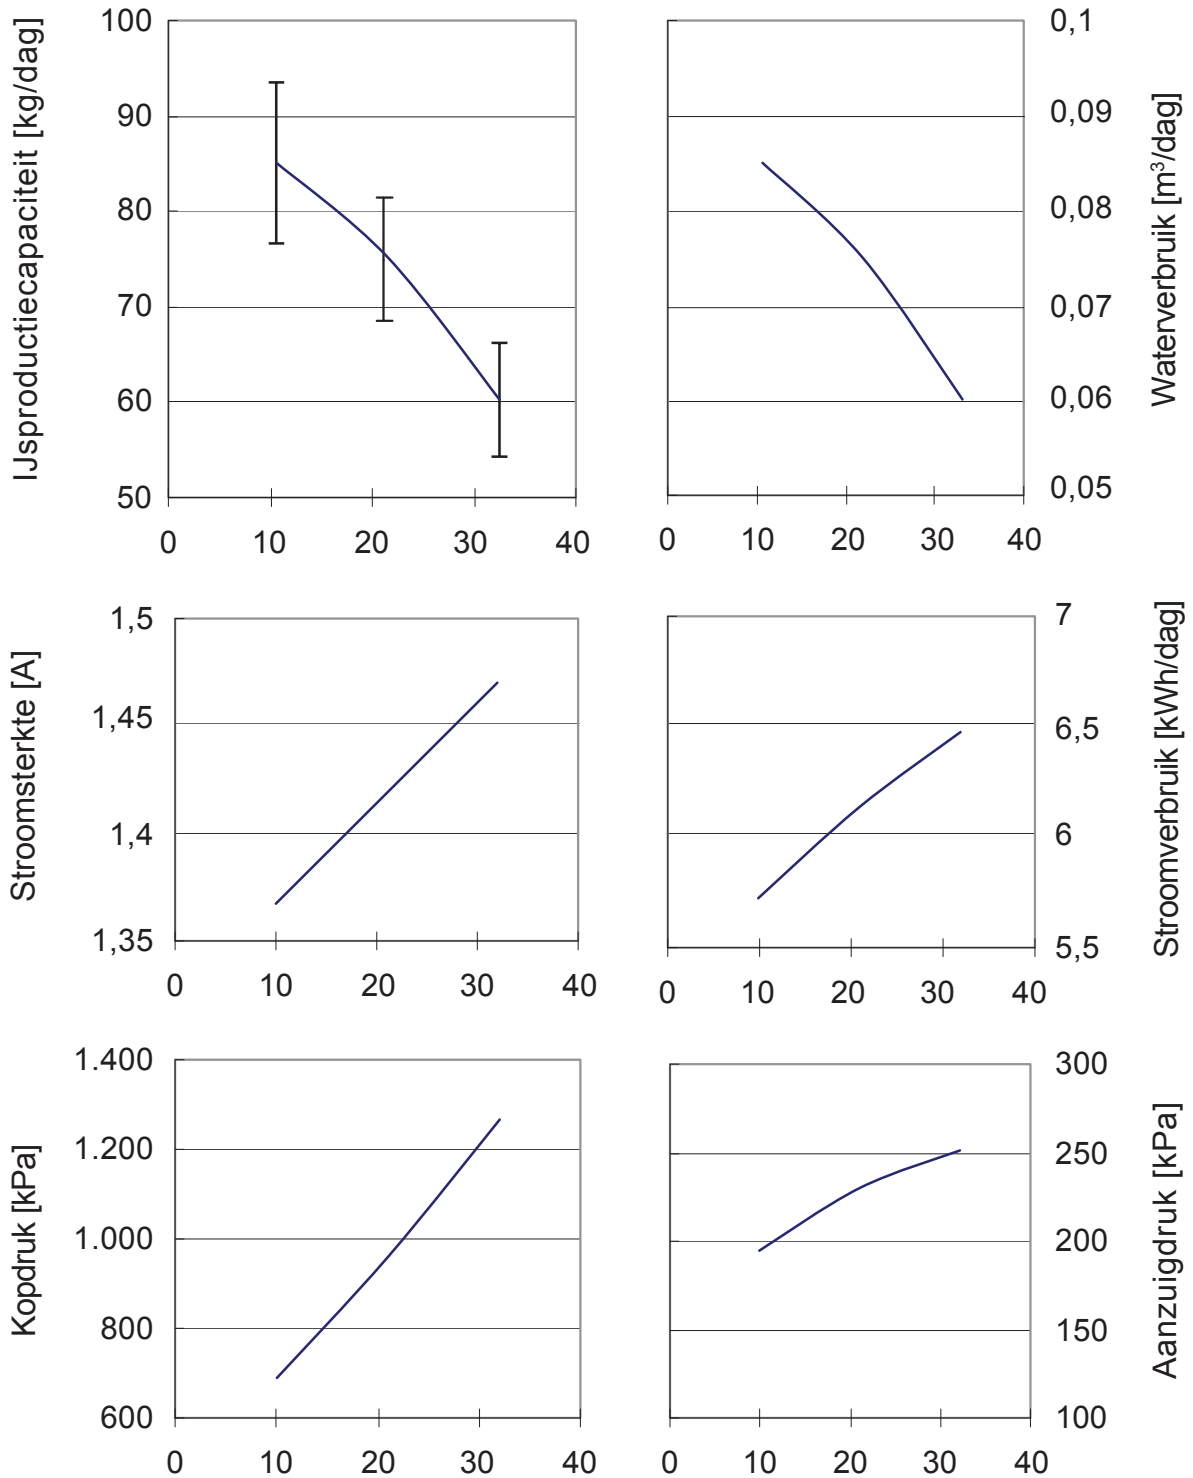 IJsproductiecapaciteit [kg/dag]
100
90
80
70
60
50
0 10 20 30 40
0,1
0,09
0,08
0,07
0,06
0,05
0 10 20 30 40
Waterverbruik [m³/dag]
Stroomsterkte [A]
1,5
1,45
1,4
1,35
0 10 20 30 40
7
6,5
6
5,5
0 10 20 30 40
Stroomverbruik [kWh/dag]
Kopdruk [kPa]
1.400
1.200
1.000
800
600
0 10 20 30 40
300
250
200
150
100
0 10 20 30 40
Aanzuigdruk [kPa]